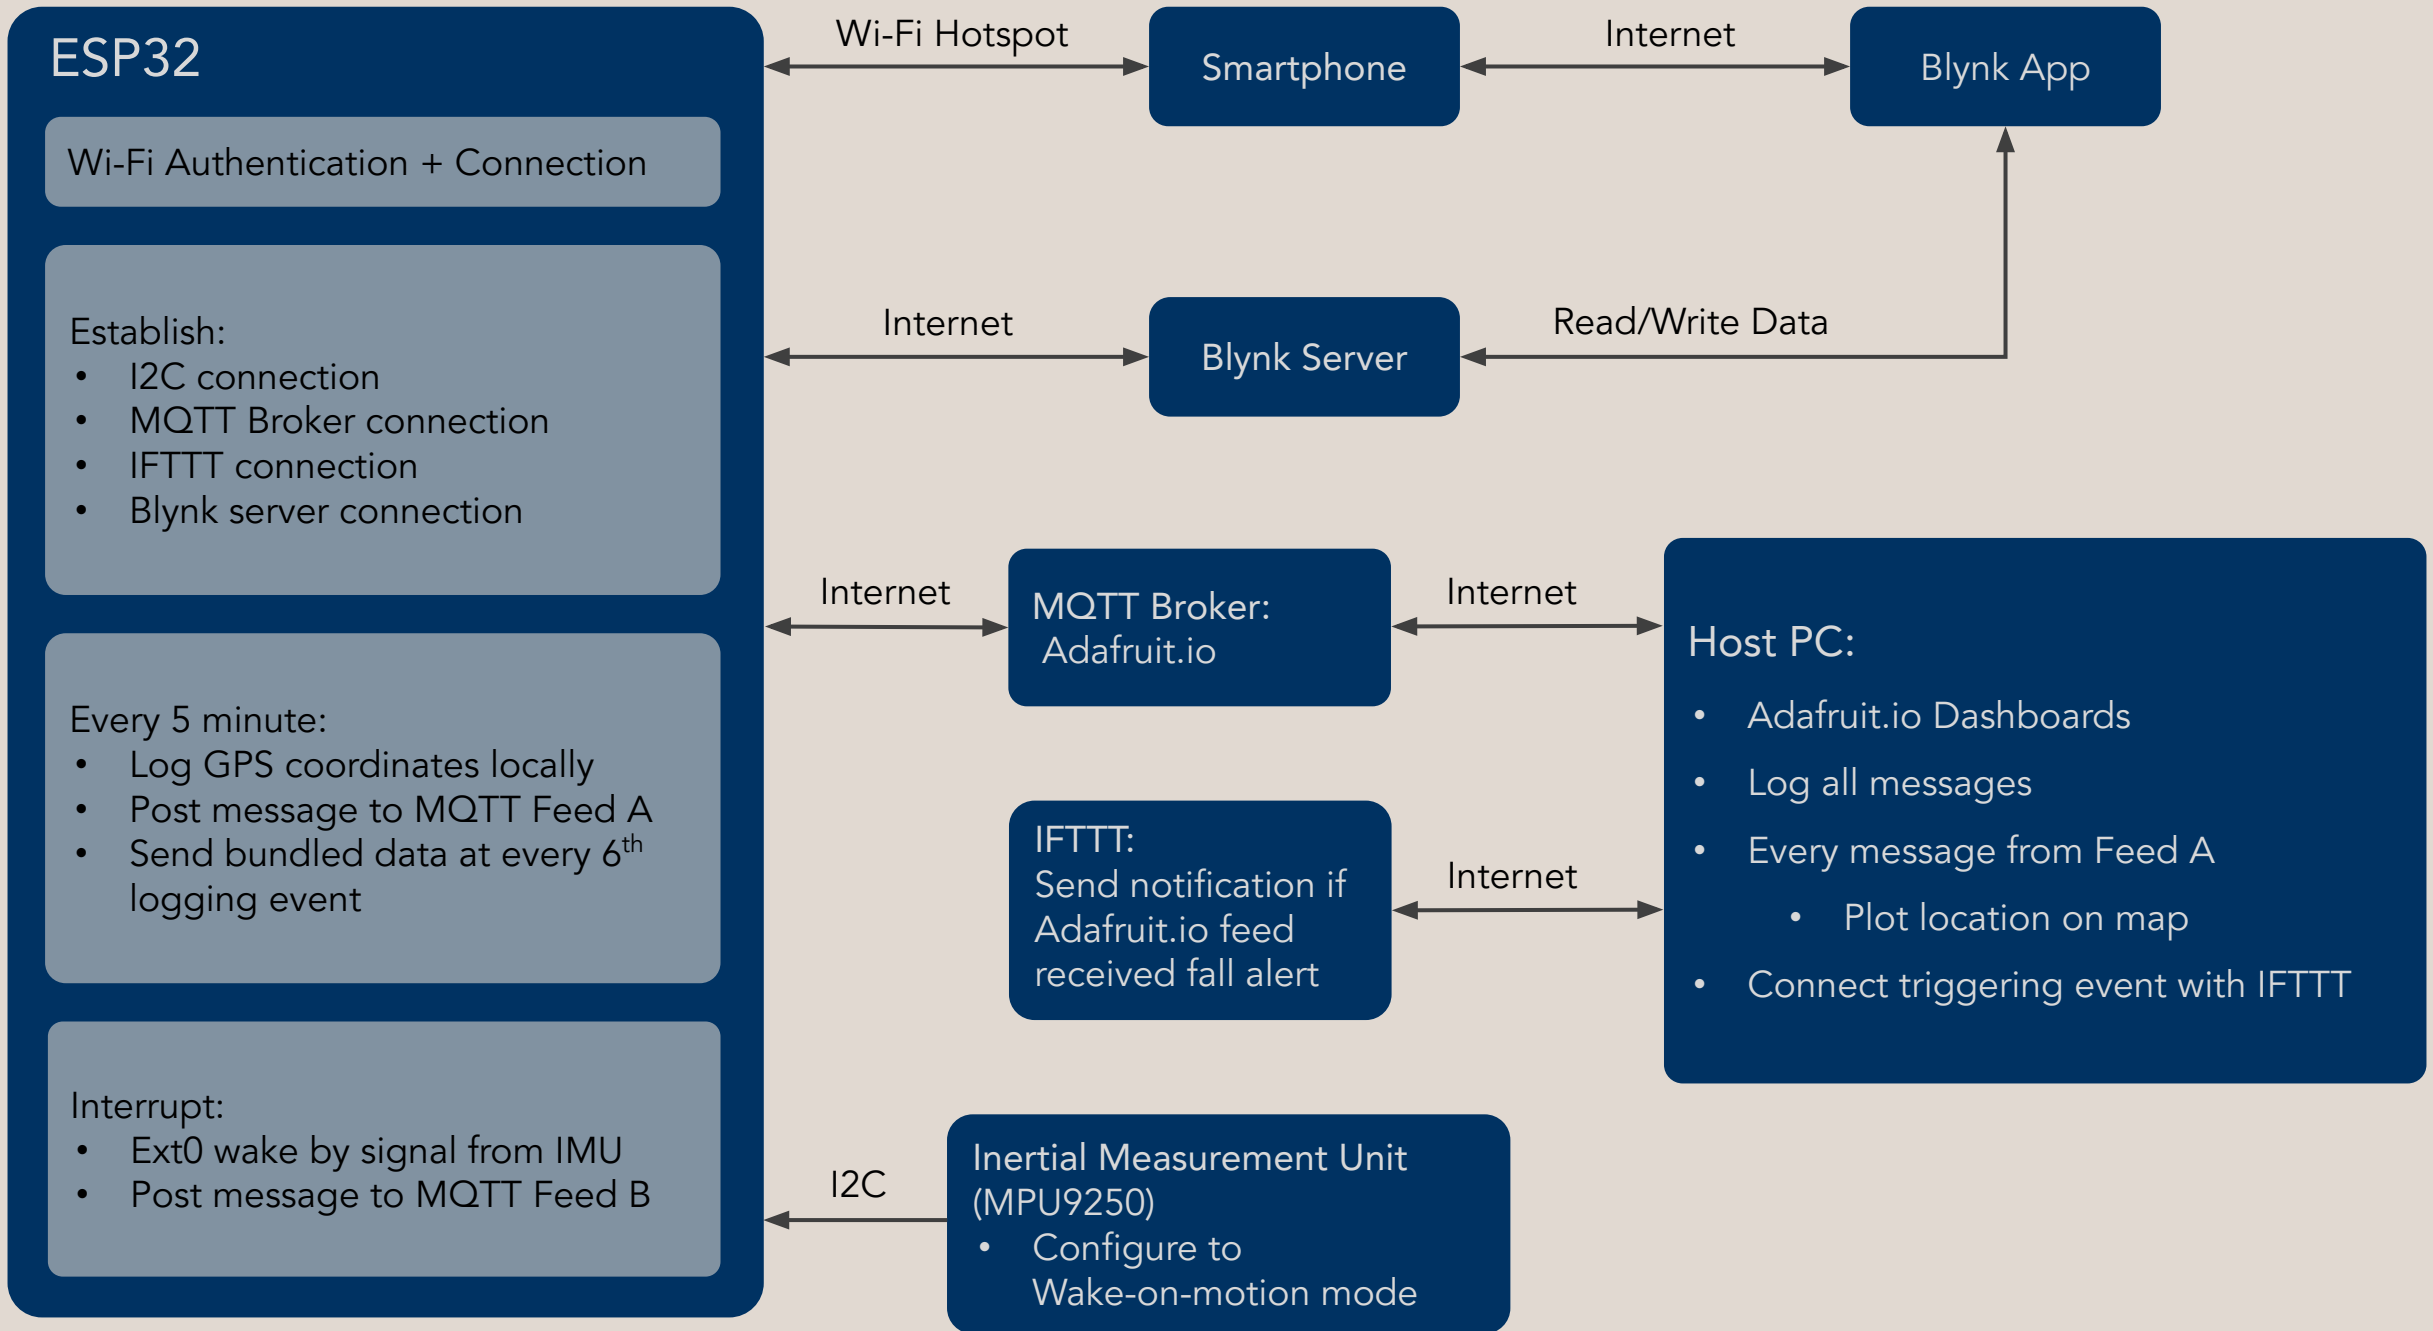 ESP32
Wi-Fi Authentication + Connection
Establish:
• I2C connection
• MQTT Broker connection
• IFTTT connection
• Blynk server connection
Every 5 minute:
• Log GPS coordinates locally
• Post message to MQTT Feed A
• Send bundled data at every 6th
logging event
Interrupt:
• Ext0 wake by signal from IMU
• Post message to MQTT Feed B
Wi-Fi Hotspot
Smartphone
Internet
Blynk App
Internet
Blynk Server
Read/Write Data
Internet
MQTT Broker:
Adafruit.io
Internet
Host PC:
• Adafruit.io Dashboards
• Log all messages
• Every message from Feed A
• Plot location on map
• Connect triggering event with IFTTT
IFTTT:
Send notification if
Adafruit.io feed
received fall alert
Internet
I2C
Inertial Measurement Unit
(MPU9250)
• Configure to
Wake-on-motion mode